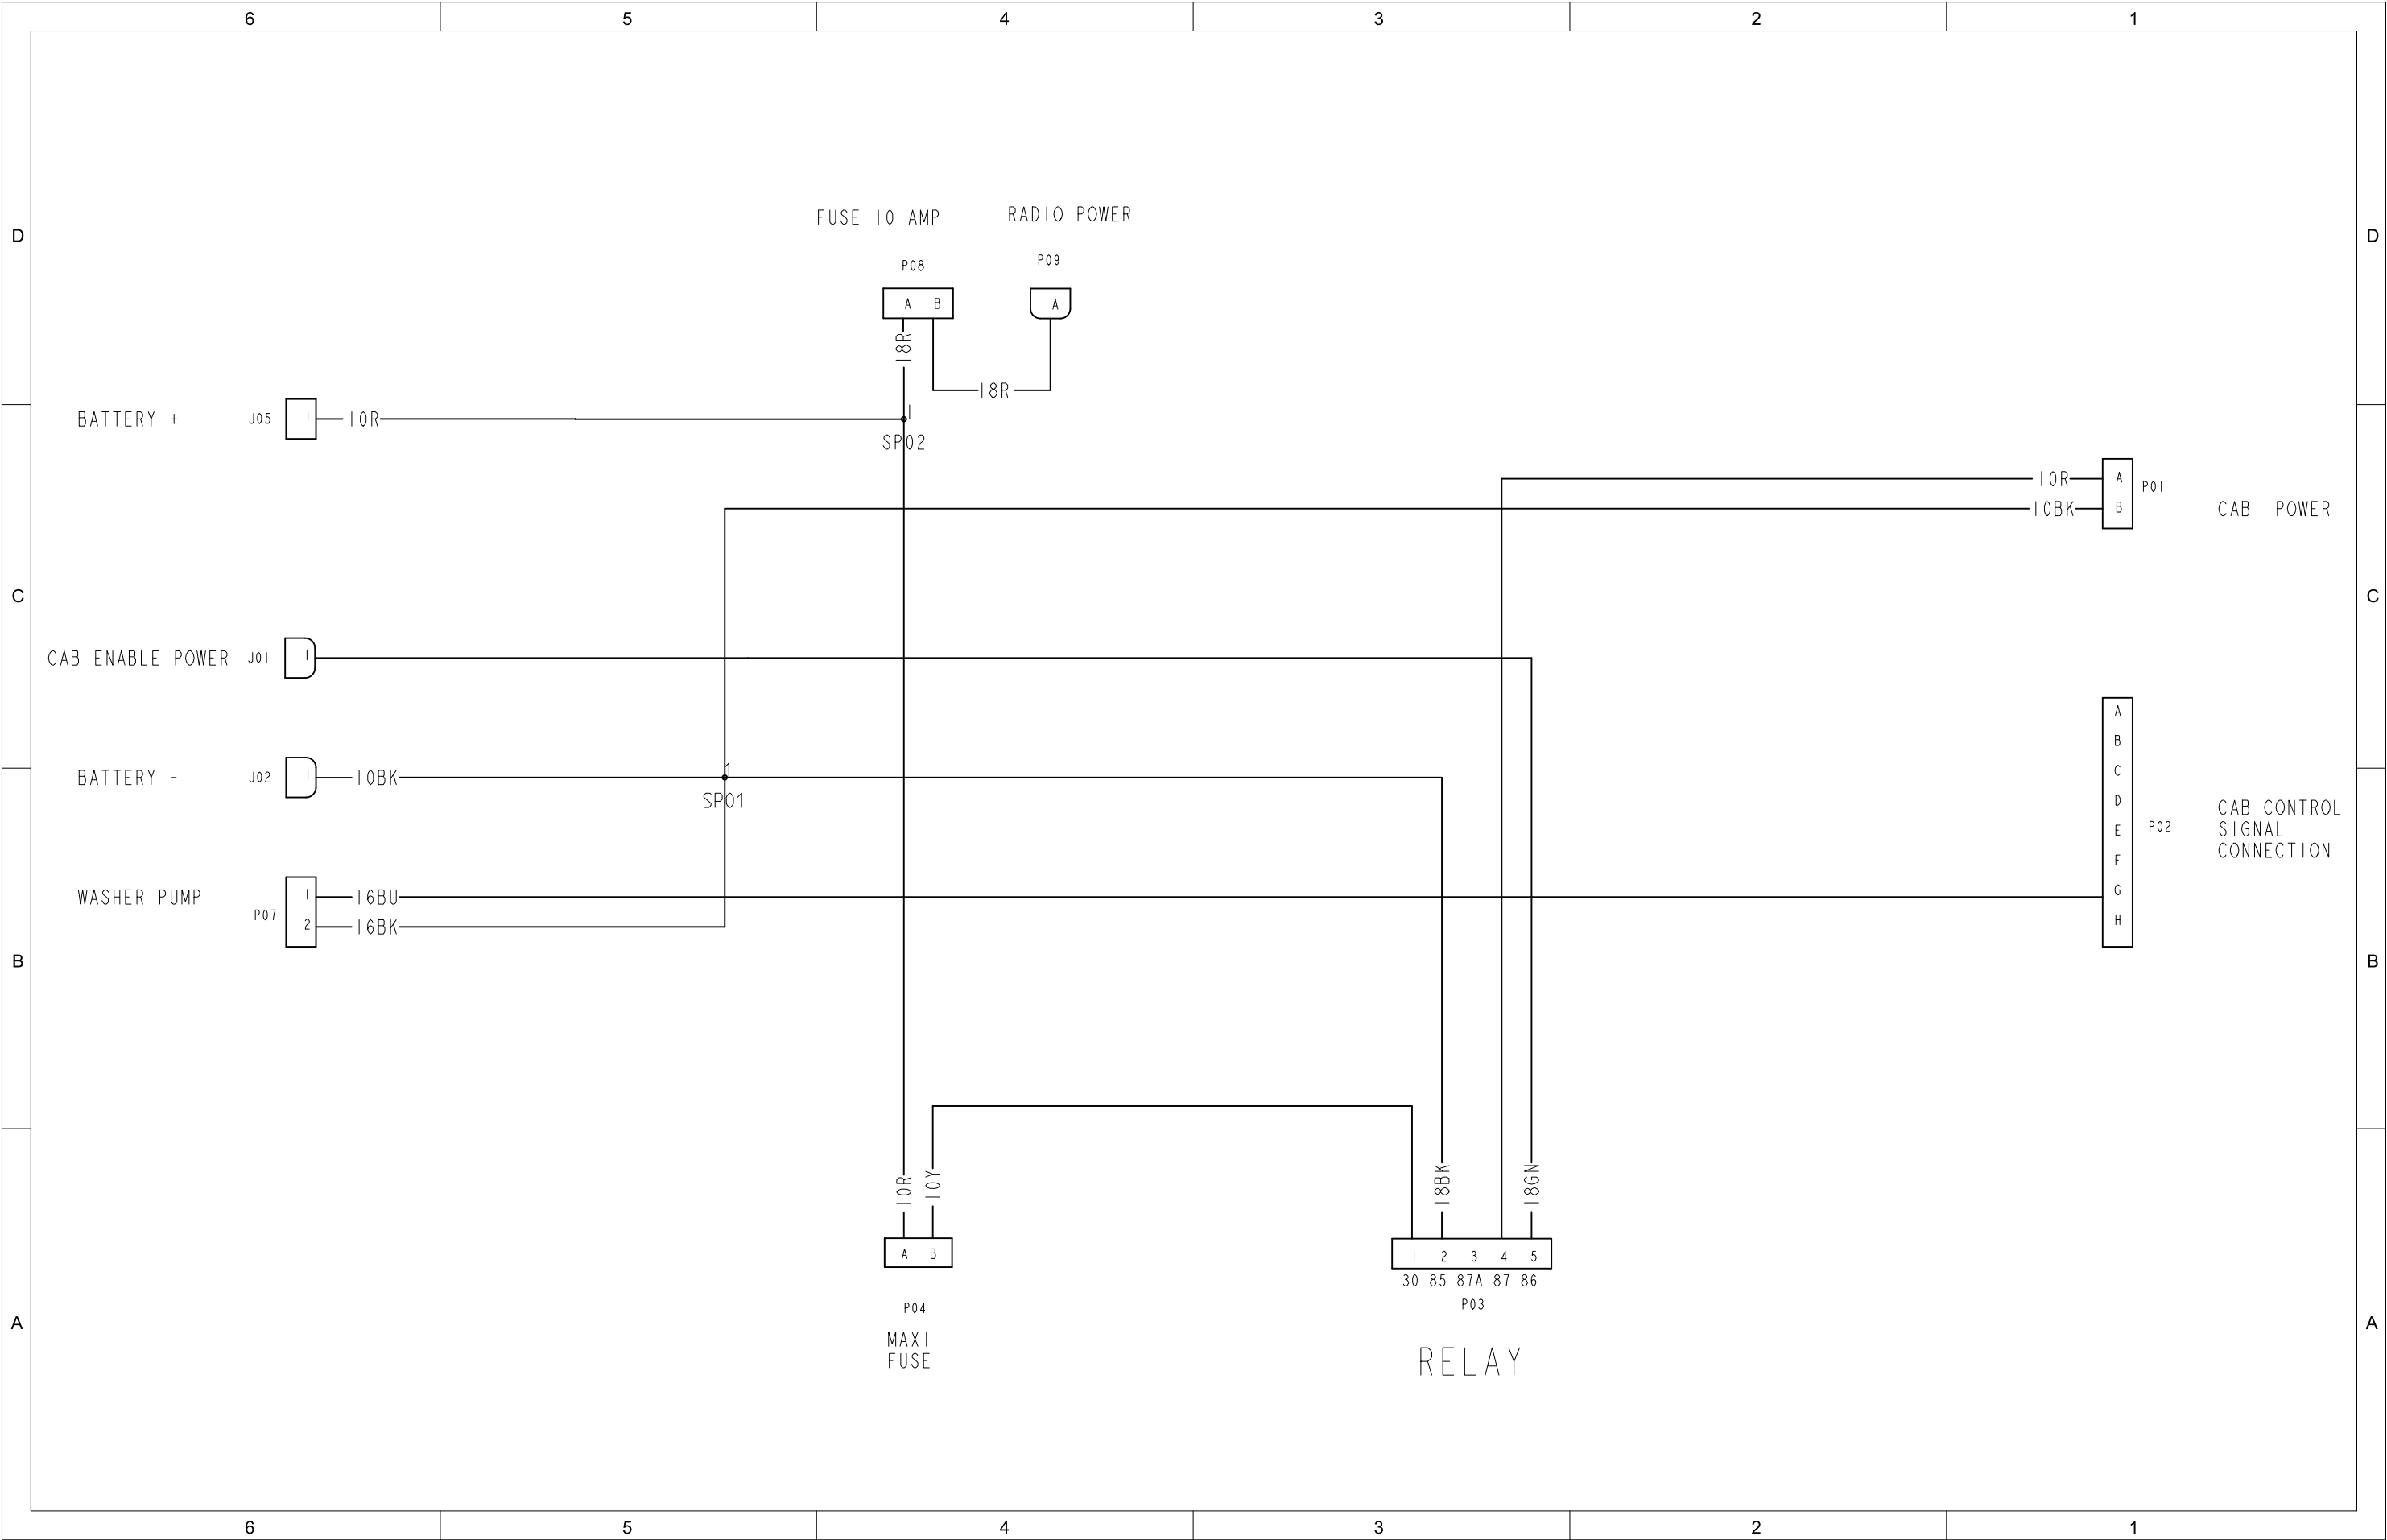 6 5 4 3 2 1
FUSE 10 AMP
RADIO POWER
P08
P09
D
D
A B
A
18R
18R
BATTERY +
J05
1
10R
1
SP02
10R
A
P01
10BK
B
CAB POWER
C
C
CAB ENABLE POWER
J01
1
A
B
BATTERY -
J02
1
10BK
1
SP01
C
D
E
F
G
H
P02
CAB CONTROL
SIGNAL
CONNECTION
WASHER PUMP
P07
1
16BU
2
16BK
B
B
10R
10Y
18BK
18GN
A B
1 2 3 4 5
30 85 87A 87 86
P04
P03
MAXI
FUSE
RELAY
A
A
6 5 4 3 2 1